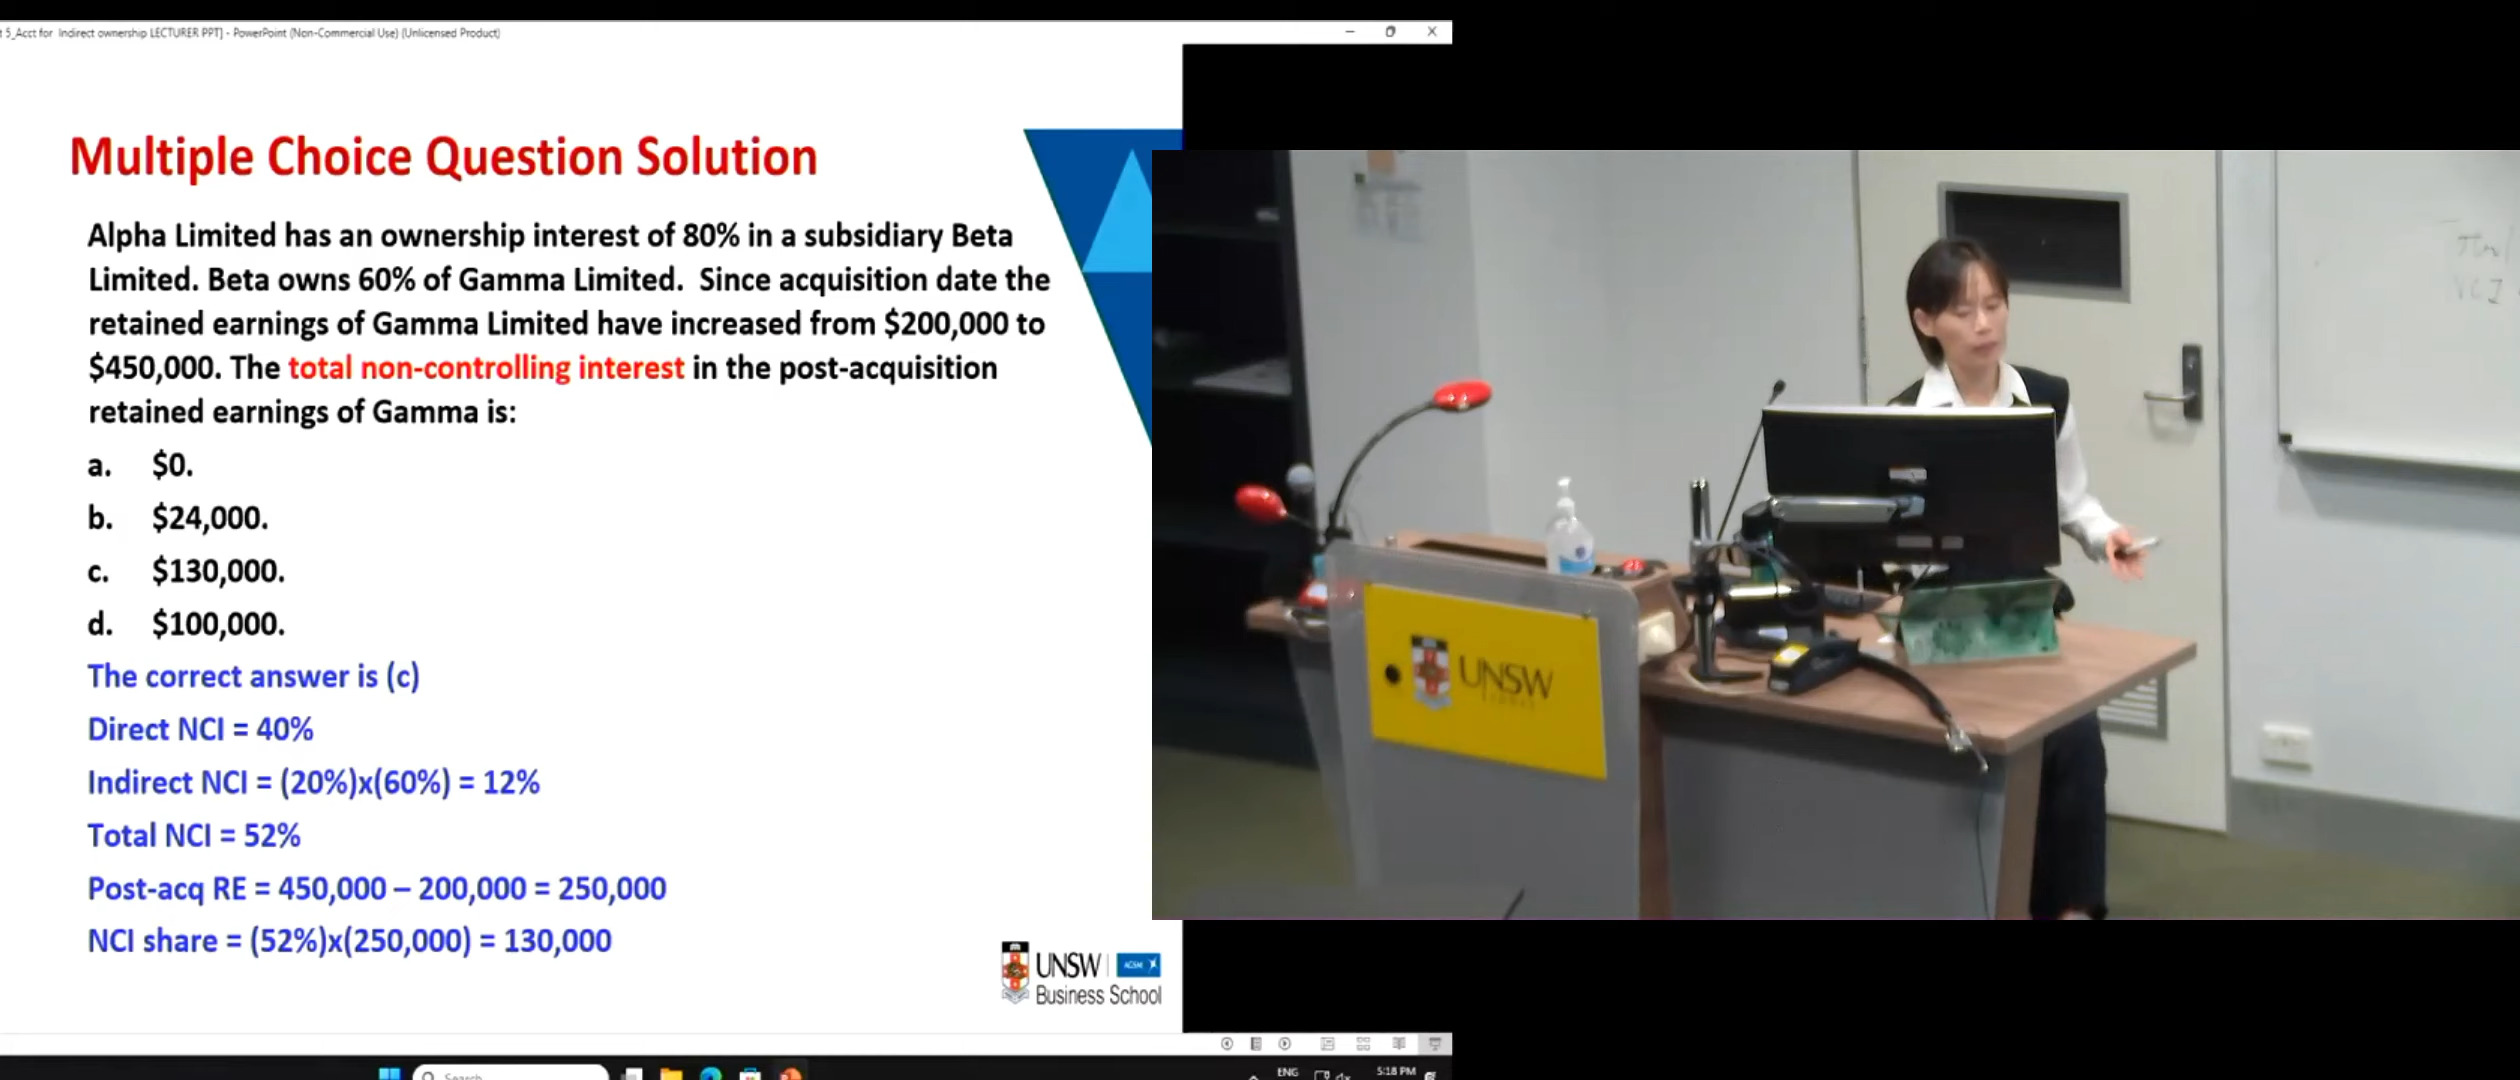 t 5_Acct for Indirect ownership LECTURER PPT] - PowerPoint (Non-Commercial Use) (Unlicensed Product)
Multiple Choice Question Solution
Alpha Limited has an ownership interest of 80% in a subsidiary Beta
Limited. Beta owns 60% of Gamma Limited. Since acquisition date the
retained earnings of Gamma Limited have increased from $200,000 to
$450,000. The total non-controlling interest in the post-acquisition
retained earnings of Gamma is:
a. $0.
b. $24,000.
c. $130,000.
d. $100,000.
The correct answer is (c)
Direct NCI = 40%
Indirect NCI = (20%)x(60%) = 12%
Total NCI = 52%
Post-acq RE = 450,000 – 200,000 = 250,000
NCI share = (52%)x(250,000) = 130,000
UNSW AGSM
Business School
Search
ENG
5:18 PM
UNSW
SYDNEY
NCI